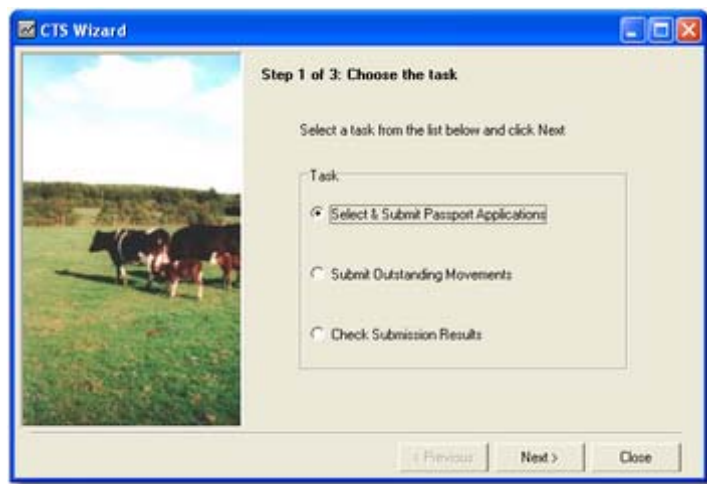 CTS Wizard
Step 1 of 3: Choose the task
Select a task from the list below and click Next
Task
Select & Submit Passport Applications
Submit Outstanding Movements
Check Submission Results
< Previous
Next >
Close